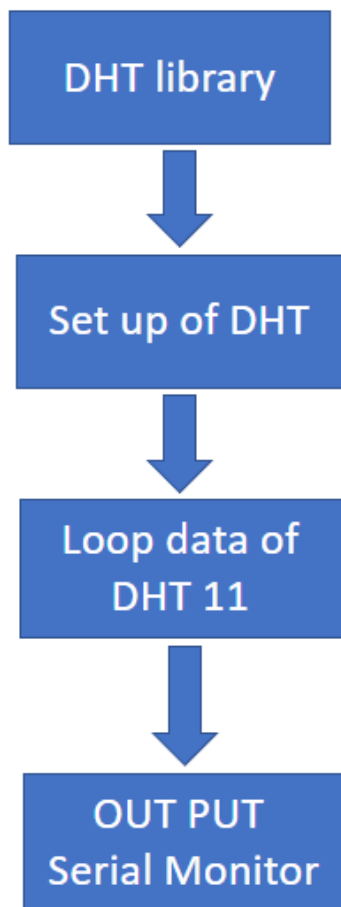 DHT library
Set up of DHT
Loop data of
DHT 11
OUT PUT
Serial Monitor